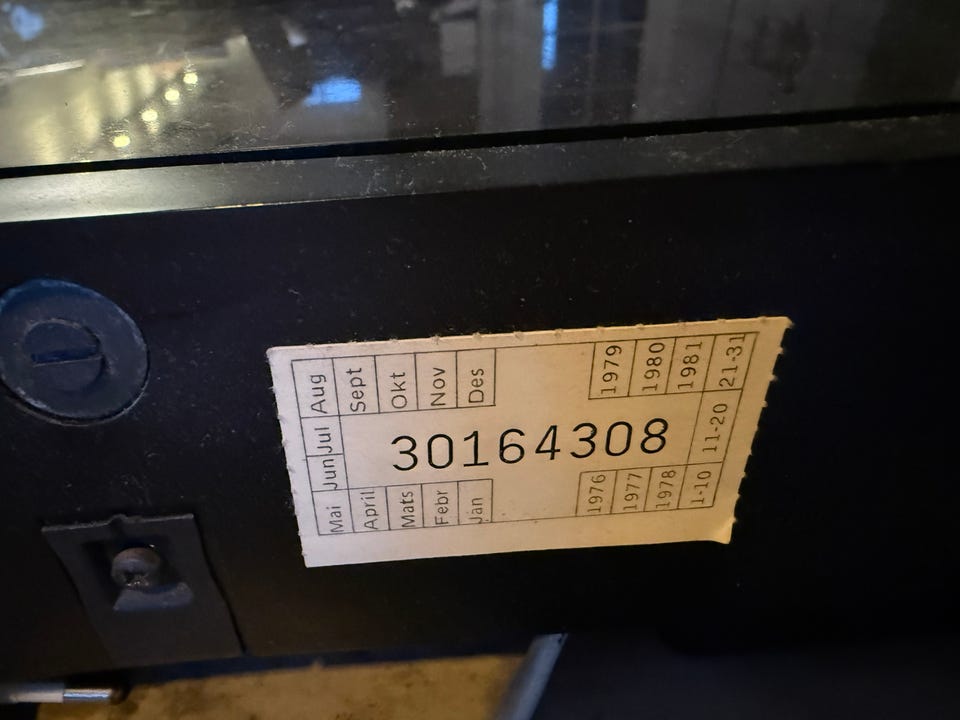 Aug Sept Okt Nov Des 1979 1980 1981 21-31
Jun Jul 30164308 11-20
Mai April Mats Febr Jan 1976 1977 1978 1-10